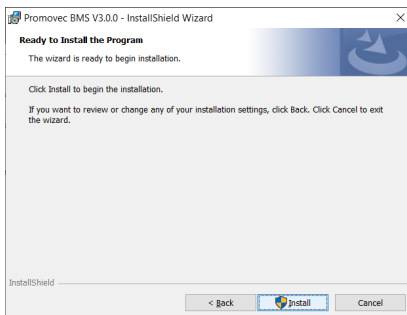 Promovec BMS V3.0.0 - InstallShield Wizard
Ready to Install the Program
The wizard is ready to begin installation.
Click Install to begin the installation.
If you want to review or change any of your installation settings, click Back. Click Cancel to exit
the wizard.
InstallShield
< Back
Install
Cancel